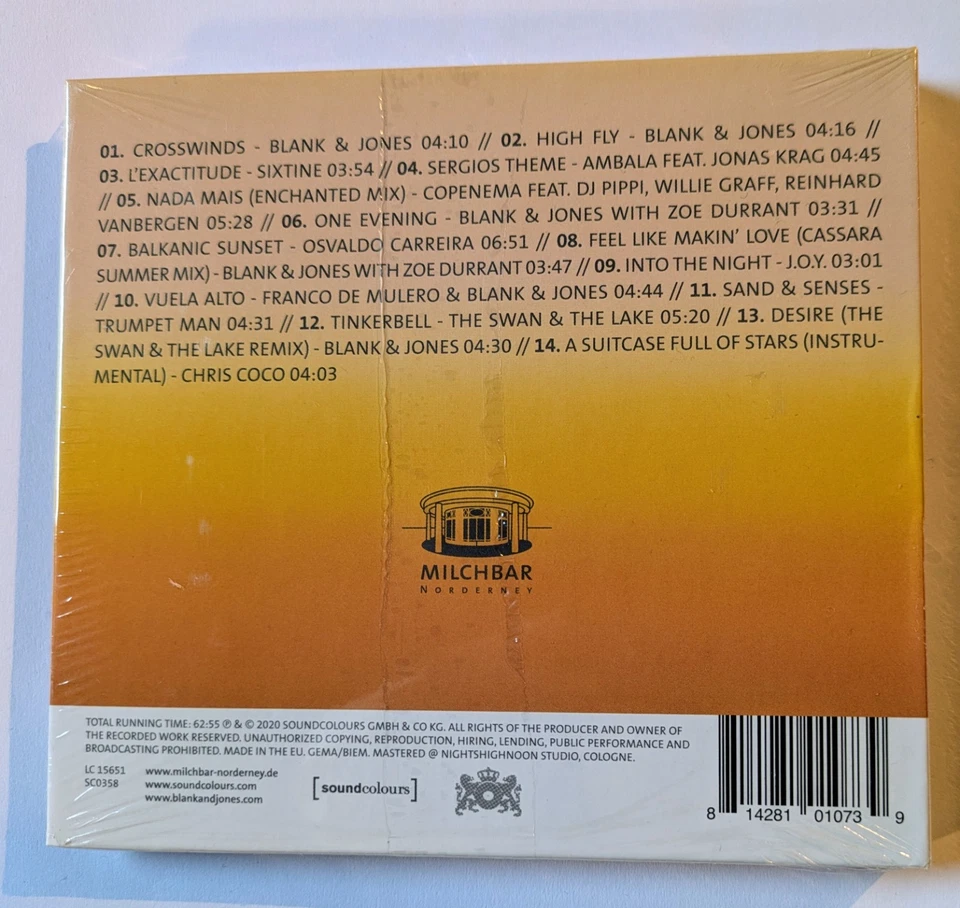 01. CROSSWINDS - BLANK & JONES 04:10 // 02. HIGH FLY - BLANK & JONES 04:16 //
03. L'EXACTITUDE - SIXTINE 03:54 // 04. SERGIOS THEME - AMBALA FEAT. JONAS KRAG 04:45
// 05. NADA MAIS (ENCHANTED MIX) - COPENEMA FEAT. DJ PIPPI, WILLIE GRAFF, REINHARD
VANBERGEN 05:28 // 06. ONE EVENING - BLANK & JONES WITH ZOE DURRANT 03:31 //
07. BALKANIC SUNSET - OSVALDO CARREIRA 06:51 // 08. FEEL LIKE MAKIN' LOVE (CASSARA
SUMMER MIX) - BLANK & JONES WITH ZOE DURRANT 03:47 // 09. INTO THE NIGHT - J.O.Y. 03:01
// 10. VUELA ALTO - FRANCO DE MULERO & BLANK & JONES 04:44 // 11. SAND & SENSES -
TRUMPET MAN 04:31 // 12. TINKERBELL - THE SWAN & THE LAKE 05:20 // 13. DESIRE (THE
SWAN & THE LAKE REMIX) - BLANK & JONES 04:30 // 14. A SUITCASE FULL OF STARS (INSTRU-
MENTAL) - CHRIS COCO 04:03
MILCHBAR
NORDERNEY
TOTAL RUNNING TIME: 62:55 ℗ & © 2020 SOUNDCOLOURS GMBH & CO KG. ALL RIGHTS OF THE PRODUCER AND OWNER OF
THE RECORDED WORK RESERVED. UNAUTHORIZED COPYING, REPRODUCTION, HIRING, LENDING, PUBLIC PERFORMANCE AND
BROADCASTING PROHIBITED. MADE IN THE EU. GEMA/BIEM. MASTERED @ NIGHTSHIGHNOON STUDIO, COLOGNE.
LC 15651 www.milchbar-norderney.de
SC0358 www.soundcolours.com
www.blankandjones.com
[soundcolours]
8 14281 01073 9